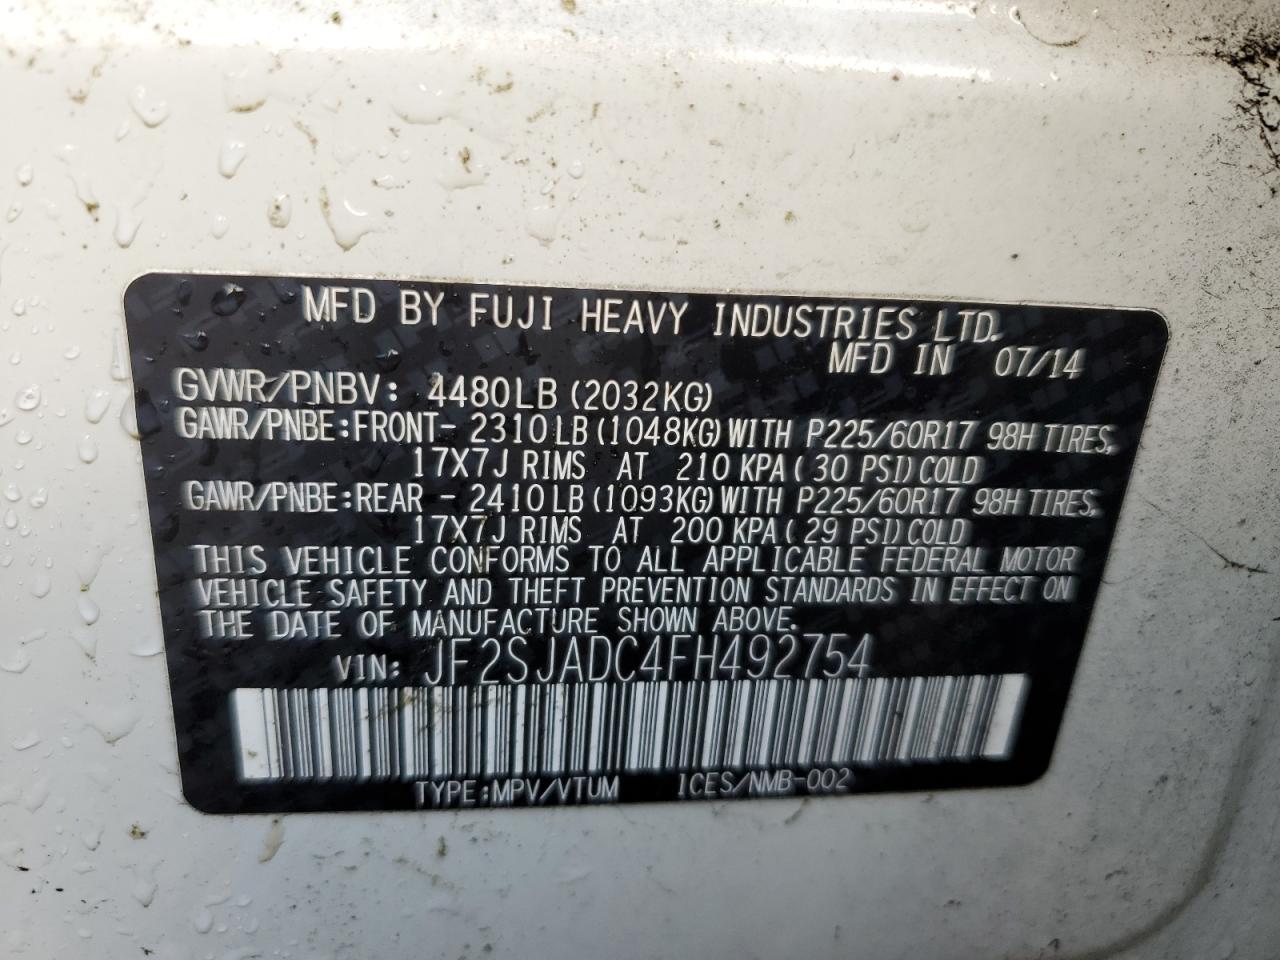 MFD BY FUJI HEAVY INDUSTRIES LTD.
MFD IN 07/14
GVWR/PNBV: 4480LB (2032KG)
GAWR/PNBE:FRONT- 2310LB (1048KG) WITH P225/60R17 98H TIRES,
17X7J RIMS AT 210 KPA ( 30 PSI) COLD
GAWR/PNBE:REAR - 2410LB (1093KG) WITH P225/60R17 98H TIRES,
17X7J RIMS AT 200 KPA ( 29 PSI) COLD
THIS VEHICLE CONFORMS TO ALL APPLICABLE FEDERAL MOTOR
VEHICLE SAFETY AND THEFT PREVENTION STANDARDS IN EFFECT ON
THE DATE OF MANUFACTURE SHOWN ABOVE.
VIN: JF2SJADC4FH492754
TYPE:MPV/VTUM ICES/NMB-002